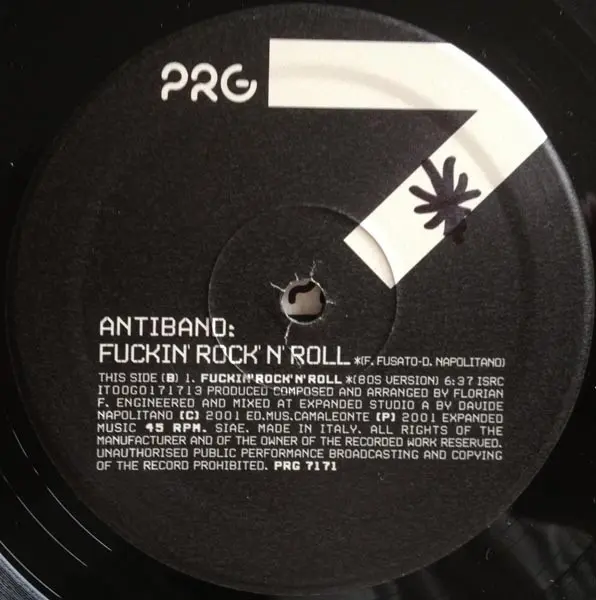 PRG
7
ANTIBAND:
FUCKIN' ROCK' N' ROLL *(F. FUSATO-D. NAPOLITANO)
THIS SIDE (B) 1. FUCKIN'ROCK'N'ROLL *(80S VERSION) 6:37 ISRC
ITO0G0171713 PRODUCED COMPOSED AND ARRANGED BY FLORIAN
F. ENGINEERED AND MIXED AT EXPANDED STUDIO A BY DAVIDE
NAPOLITANO (C) 2001 ED.MUS.CAMALEONTE (P) 2001 EXPANDED
MUSIC 45 RPM. SIAE. MADE IN ITALY. ALL RIGHTS OF THE
MANUFACTURER AND OF THE OWNER OF THE RECORDED WORK RESERVED.
UNAUTHORISED PUBLIC PERFORMANCE BROADCASTING AND COPYING
OF THE RECORD PROHIBITED. PRG 7171